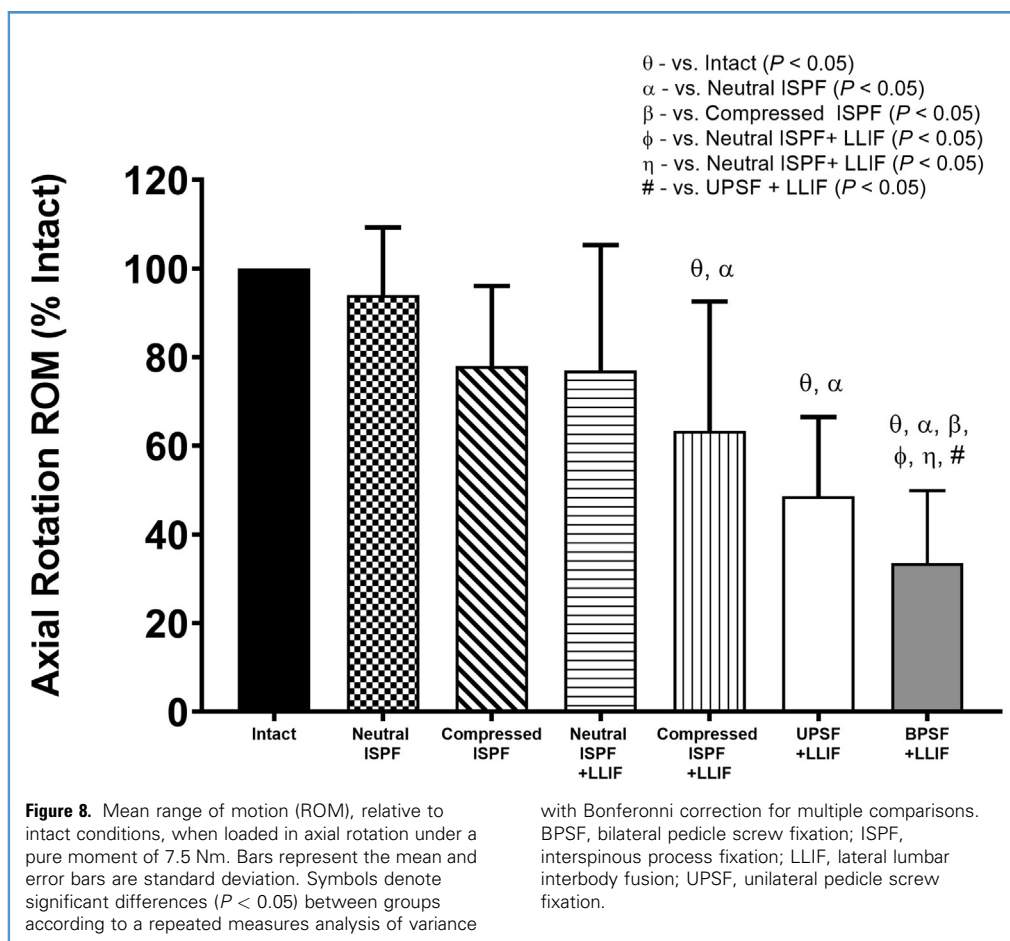 θ - vs. Intact (P < 0.05)
α - vs. Neutral ISPF (P < 0.05)
β - vs. Compressed ISPF (P < 0.05)
ϕ - vs. Neutral ISPF+ LLIF (P < 0.05)
η - vs. Neutral ISPF+ LLIF (P < 0.05)
# - vs. UPSF + LLIF (P < 0.05)
Axial Rotation ROM (% Intact)
120
100
80
60
40
20
0
θ, α
θ, α
θ, α, β,
ϕ, η, #
Intact
Neutral
ISPF
Compressed
ISPF
Neutral
ISPF
+LLIF
Compressed
ISPF
+LLIF
UPSF
+LLIF
BPSF
+LLIF
Figure 8. Mean range of motion (ROM), relative to
intact conditions, when loaded in axial rotation under a
pure moment of 7.5 Nm. Bars represent the mean and
error bars are standard deviation. Symbols denote
significant differences (P < 0.05) between groups
according to a repeated measures analysis of variance
with Bonferonni correction for multiple comparisons.
BPSF, bilateral pedicle screw fixation; ISPF,
interspinous process fixation; LLIF, lateral lumbar
interbody fusion; UPSF, unilateral pedicle screw
fixation.